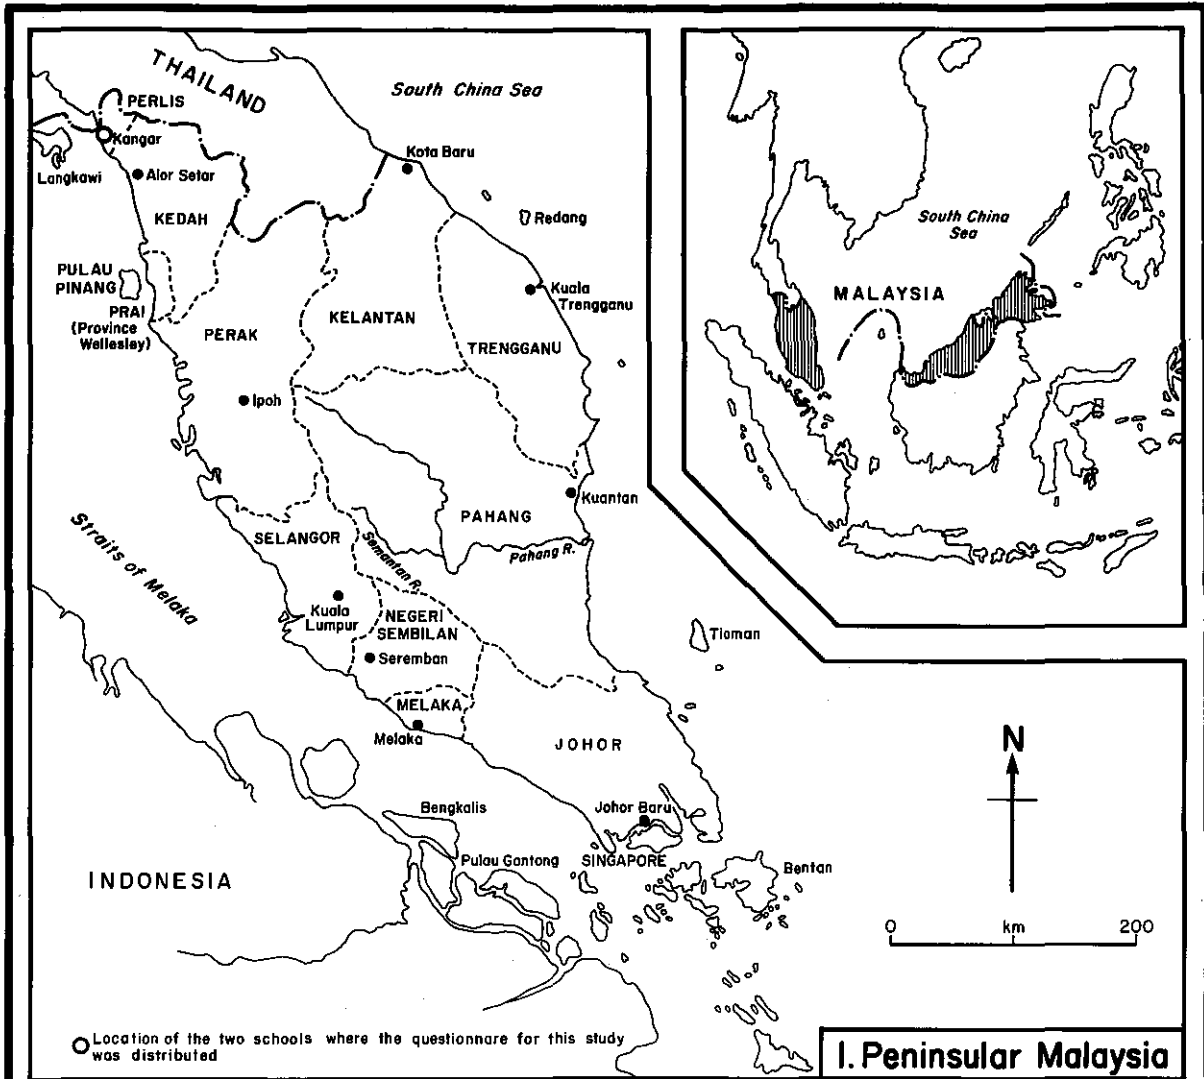 THAILAND
South China Sea
PERLIS
Kangar
Langkawi
Alor Setar
Kota Baru
KEDAH
Redang
PULAU
PINANG
PRAI
(Province
Wellesley)
Kuala
Trengganu
PERAK
KELANTAN
TRENGGANU
Ipoh
Kuantan
PAHANG
Pahang R.
SELANGOR
Semantan R.
Straits of Melaka
Kuala
Lumpur
NEGERI
SEMBILAN
Seremban
Tioman
MELAKA
Melaka
JOHOR
Johor Baru
Bengkalis
Pulau Gontong
SINGAPORE
Bentan
INDONESIA
South China
Sea
MALAYSIA
N
0 km 200
Location of the two schools where the questionnare for this study
was distributed
I. Peninsular Malaysia